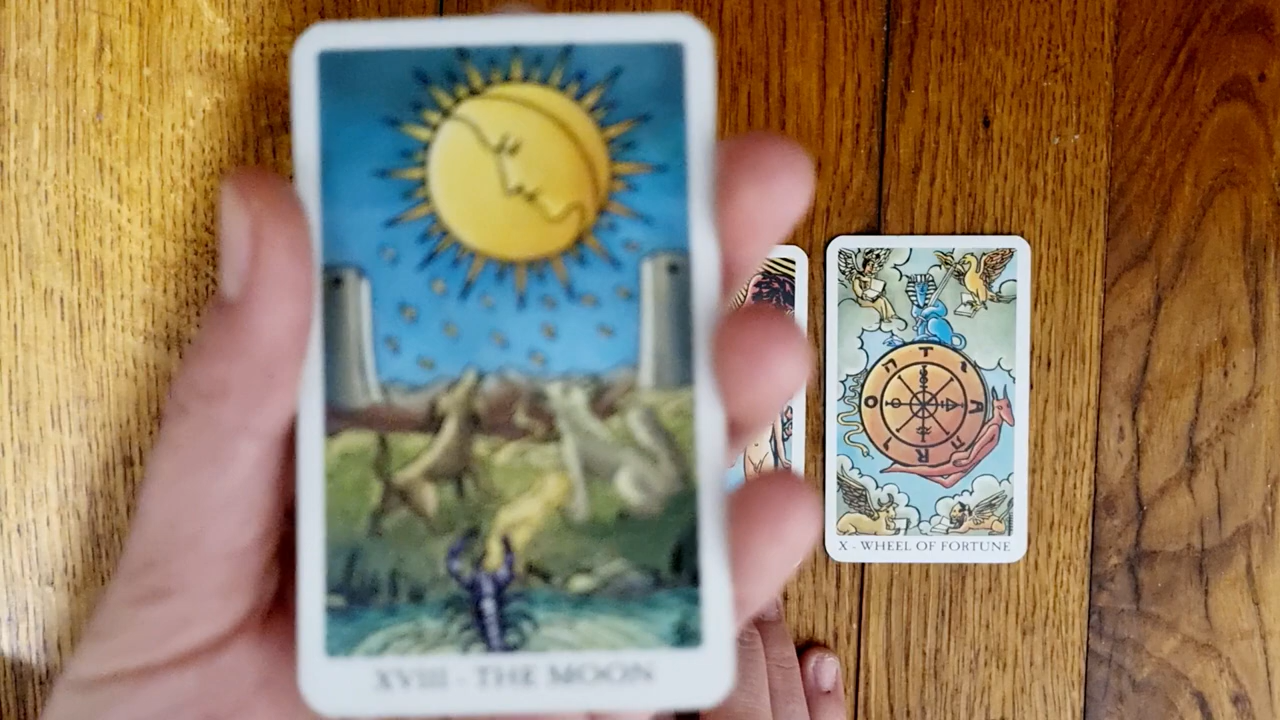 XVIII - THE MOON
T
A
R
O
X - WHEEL OF FORTUNE